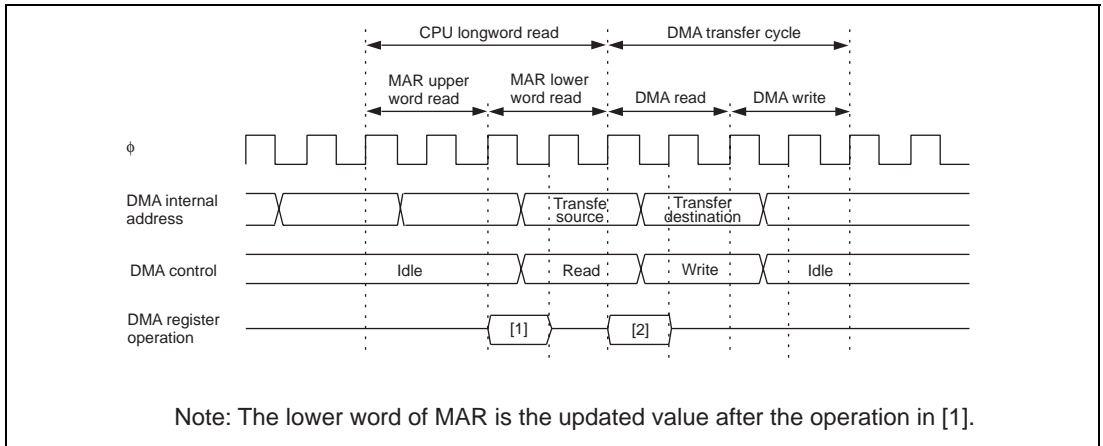 CPU longword read
DMA transfer cycle
MAR upper
word read
MAR lower
word read
DMA read
DMA write
ϕ
DMA internal
address
Transfe
source
Transfer
destination
DMA control
Idle
Read
Write
Idle
DMA register
operation
[1]
[2]
Note: The lower word of MAR is the updated value after the operation in [1].